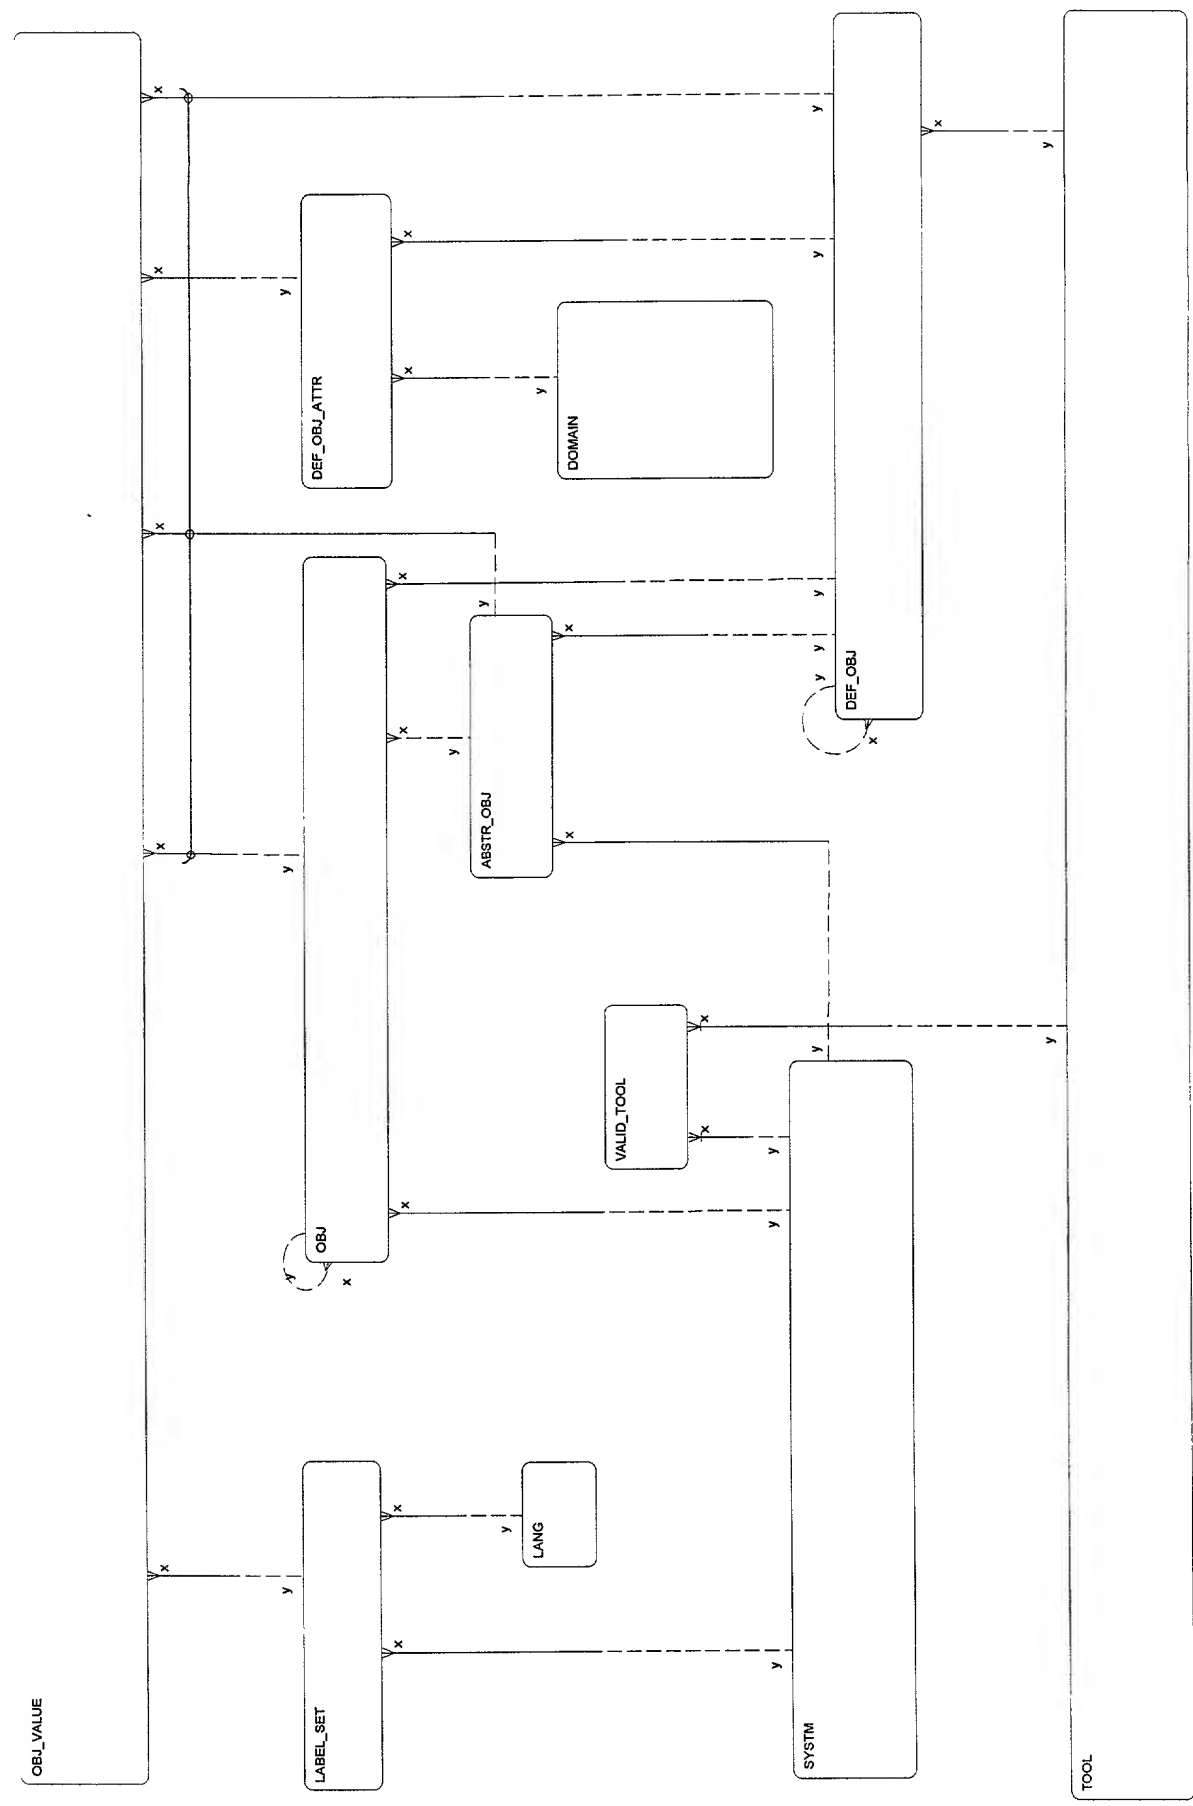 OBJ_VALUE
x x x x x
y y y y
LABEL_SET OBJ DEF_OBJ_ATTR
x
x x x x x x x
y y
ABSTR_OBJ
y y
LANG
x x
DOMAIN
VALID_TOOL
x x
y y y
SYSTM
y y y y y y
DEF_OBJ
x
x
y y
TOOL